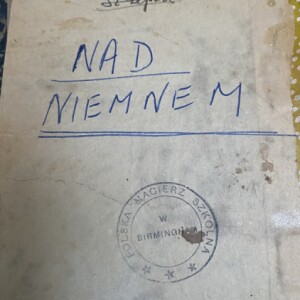 NAD
NIEMNEM
POLSKA MACIERZ SZKOLNA
W
BIRMINGHAM